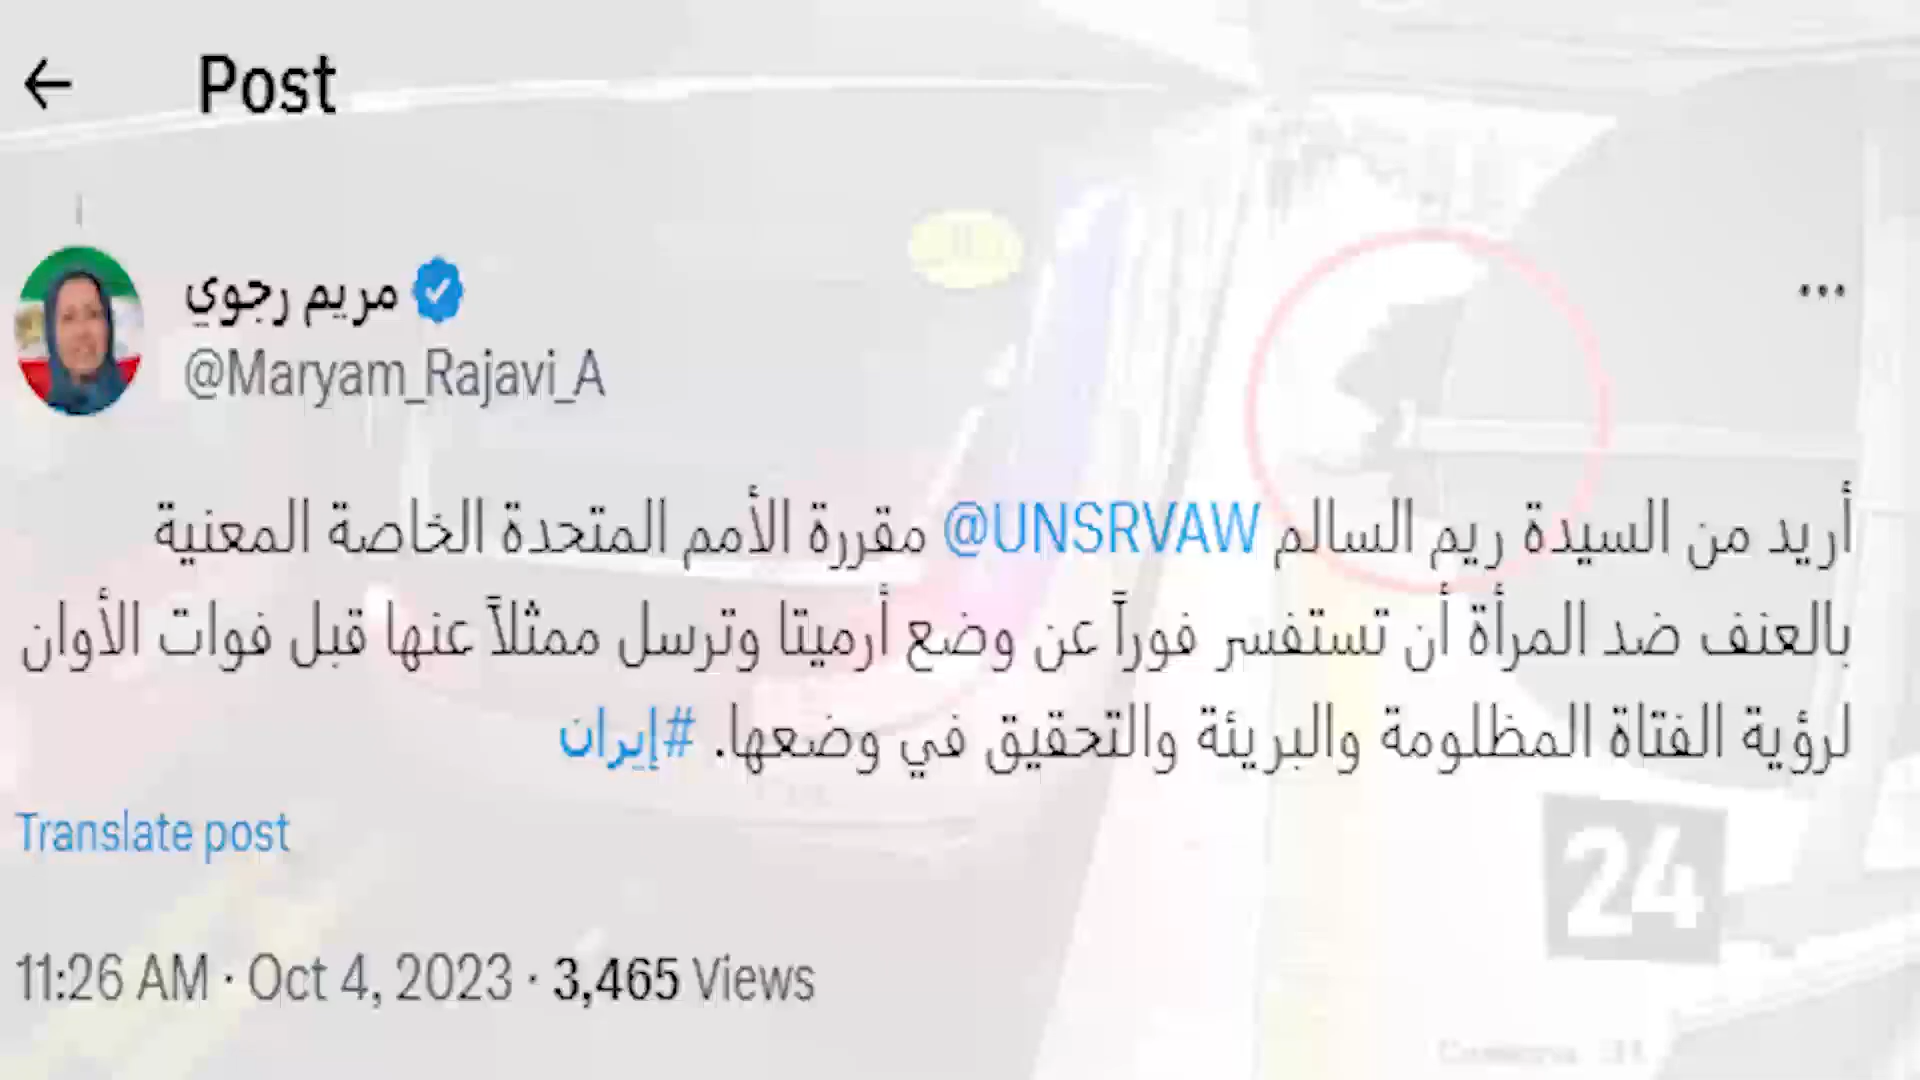 ← Post
مريم رجوي
@Maryam_Rajavi_A
أريد من السيدة ريم السالم @UNSRVAW مقررة الأمم المتحدة الخاصة المعنية
بالعنف ضد المرأة أن تستفسر فوراً عن وضع أرميتا وترسل ممثلاً عنها قبل فوات الأوان
لرؤية الفتاة المظلومة والبريئة والتحقيق في وضعها. #إيران
Translate post
24
11:26 AM · Oct 4, 2023 · 3,465 Views